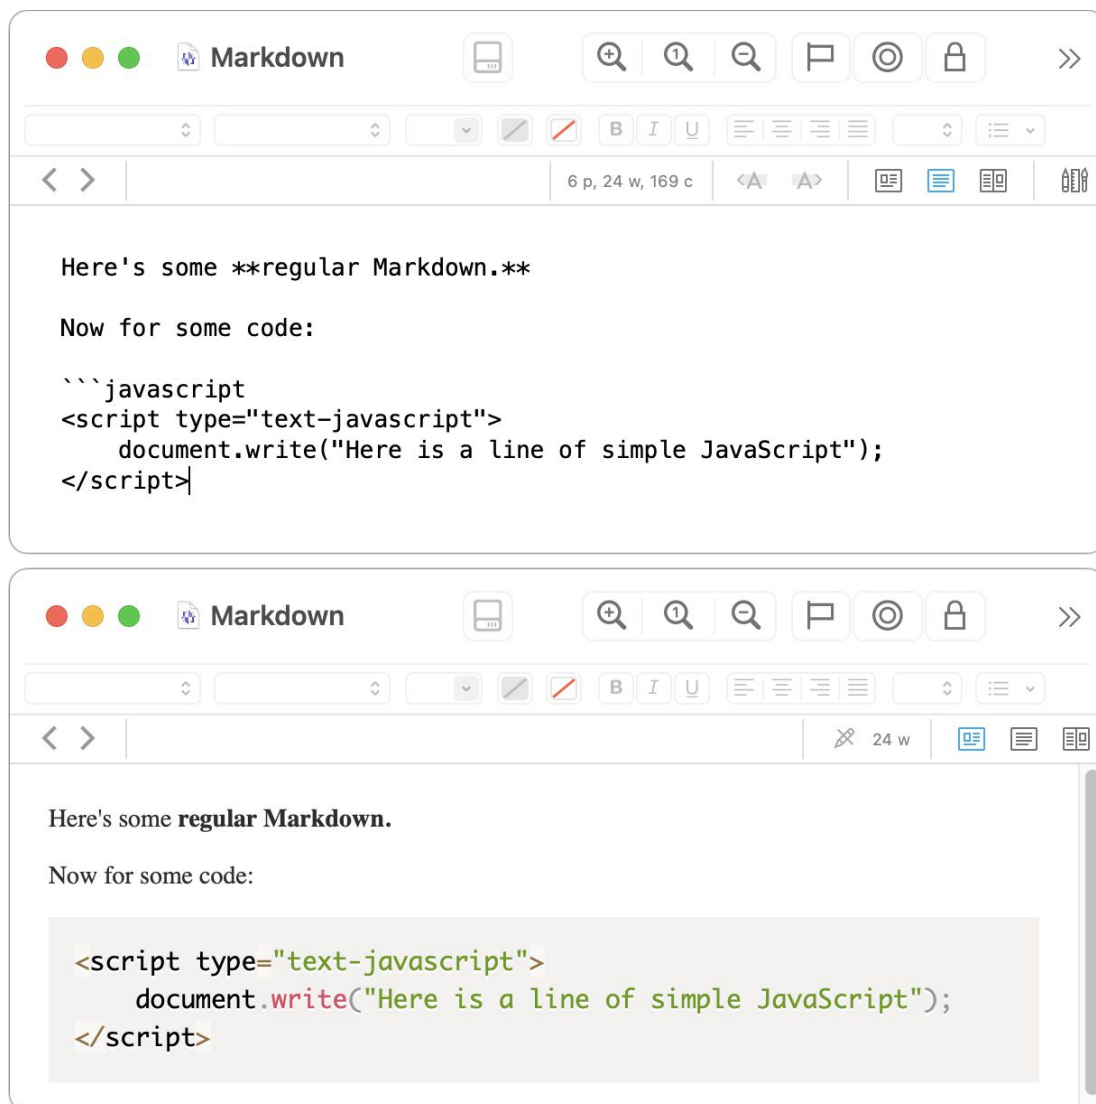 Markdown
B I U
6 p, 24 w, 169 c
A A
Here's some **regular Markdown.**
Now for some code:
```javascript
<script type="text-javascript">
    document.write("Here is a line of simple JavaScript");
</script>
Markdown
B I U
24 w
Here's some regular Markdown.
Now for some code:
<script type="text-javascript">
    document.write("Here is a line of simple JavaScript");
</script>